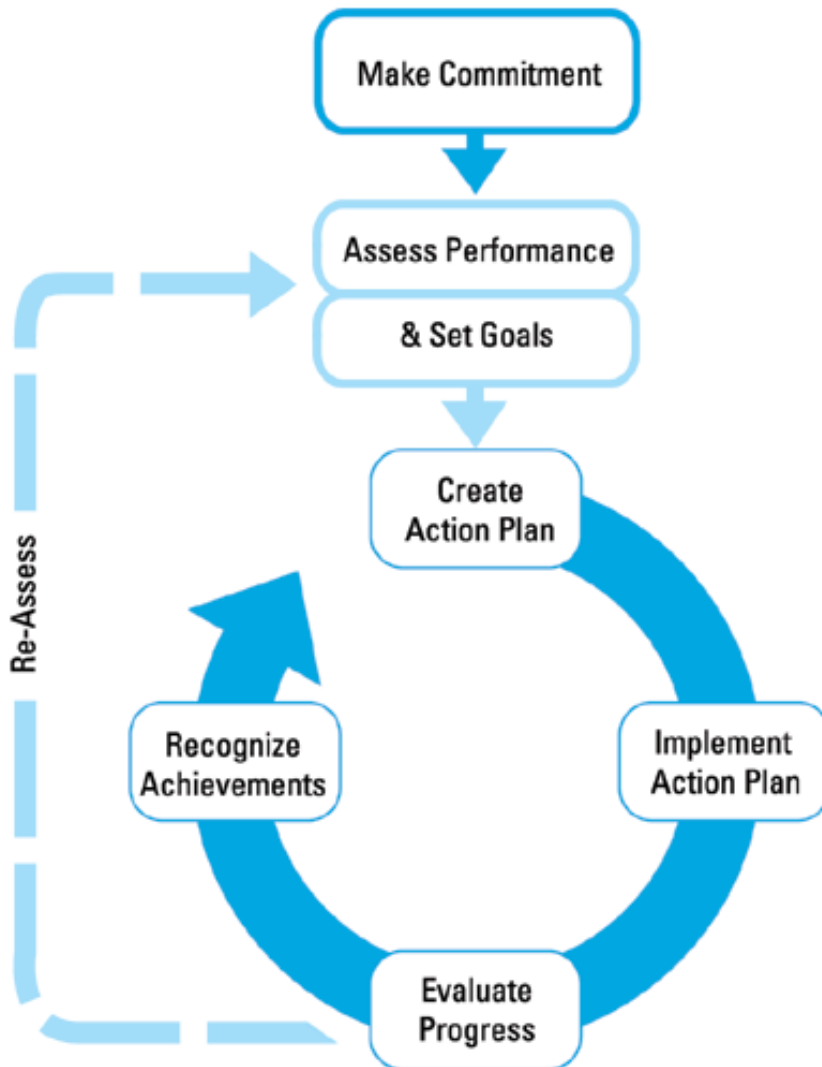 Make Commitment
Assess Performance
& Set Goals
Create
Action Plan
Implement
Action Plan
Evaluate
Progress
Recognize
Achievements
Re-Assess